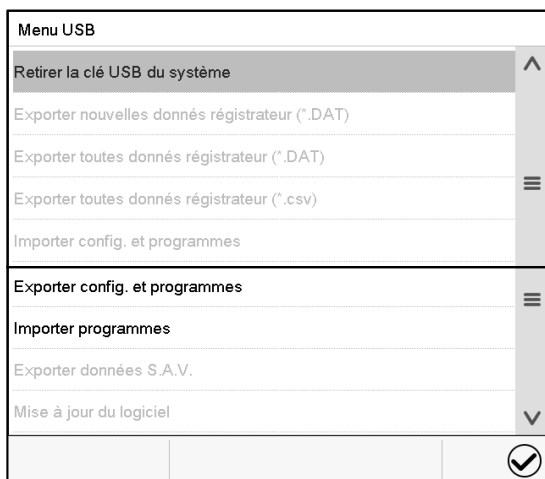 Menu USB
Retirer la clé USB du système
Exporter nouvelles donnés régistrateur (*.DAT)
Exporter toutes donnés régistrateur (*.DAT)
Exporter toutes donnés régistrateur (*.csv)
Importer config. et programmes
Exporter config. et programmes
Importer programmes
Exporter données S.A.V.
Mise à jour du logiciel